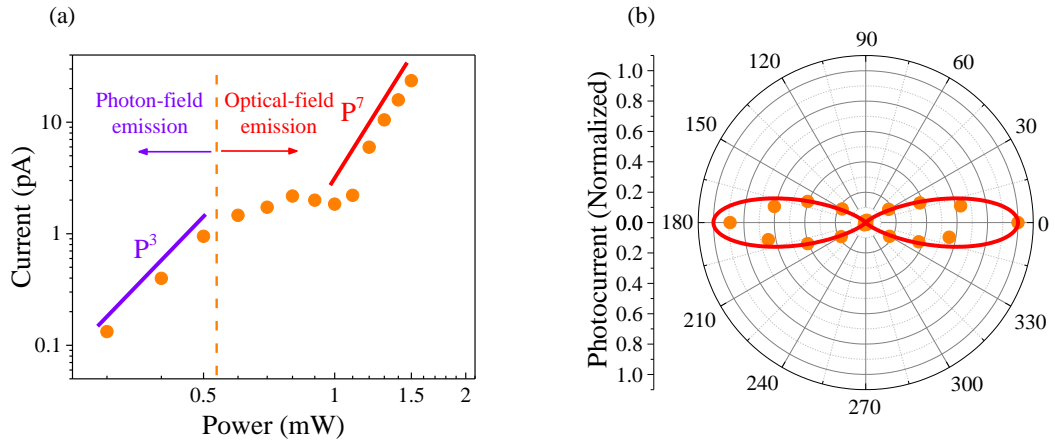 (a)
Current (pA)
10
1
0.1
Photon-field
emission
Optical-field
emission
P³
P⁷
0.5
1
1.5
2
Power (mW)
(b)
Photocurrent (Normalized)
1.0
0.8
0.6
0.4
0.2
0.0
0.2
0.4
0.6
0.8
1.0
90
60
30
0
330
300
270
240
210
180
150
120